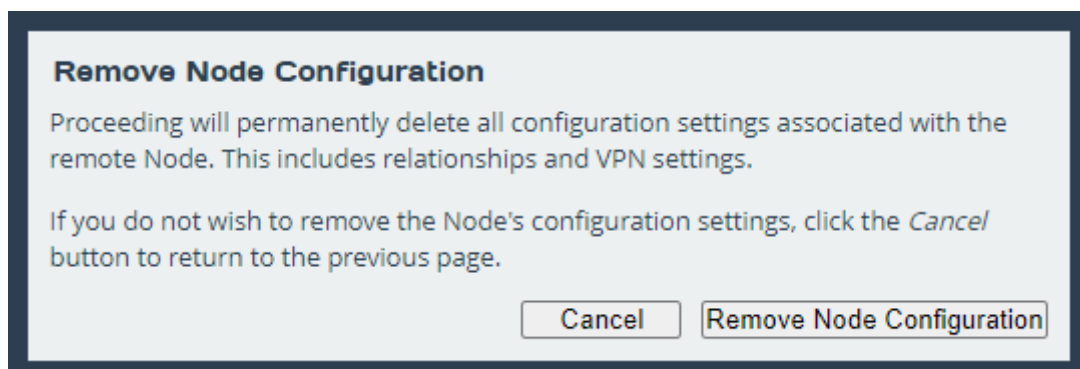 Remove Node Configuration
Proceeding will permanently delete all configuration settings associated with the
remote Node. This includes relationships and VPN settings.
If you do not wish to remove the Node's configuration settings, click the Cancel
button to return to the previous page.
Cancel
Remove Node Configuration